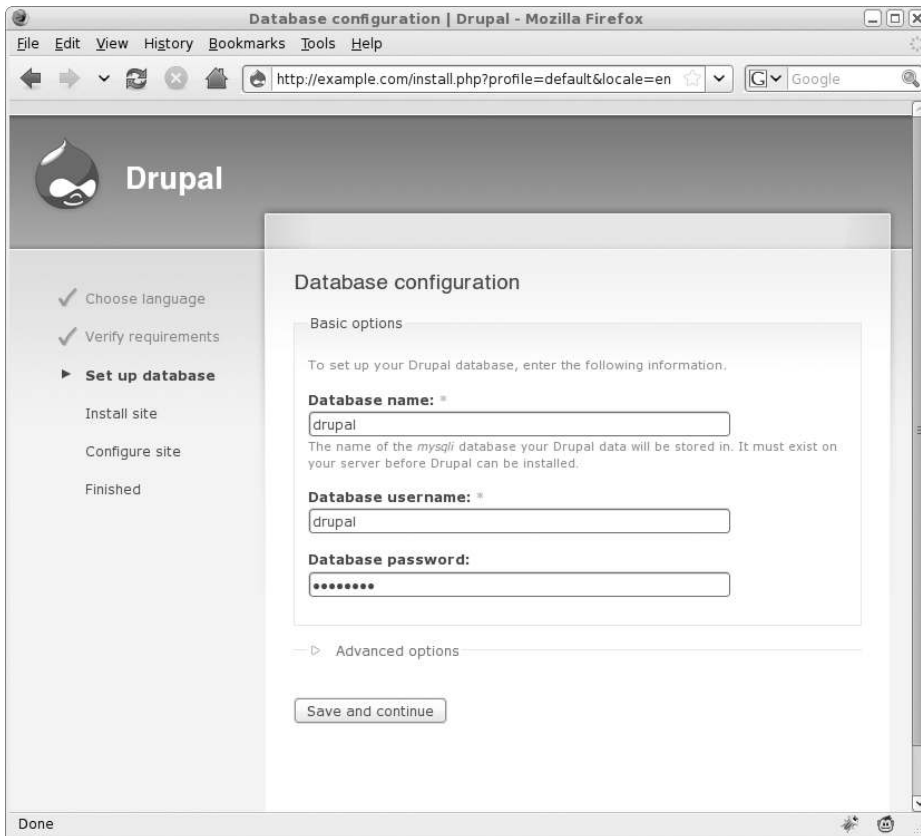 Database configuration | Drupal - Mozilla Firefox
File Edit View History Bookmarks Tools Help
http://example.com/install.php?profile=default&locale=en
G Google
Drupal
Choose language
Verify requirements
Set up database
Install site
Configure site
Finished
Database configuration
Basic options
To set up your Drupal database, enter the following information.
Database name: *
drupal
The name of the mysqli database your Drupal data will be stored in. It must exist on
your server before Drupal can be installed.
Database username: *
drupal
Database password:
••••••••
Advanced options
Save and continue
Done